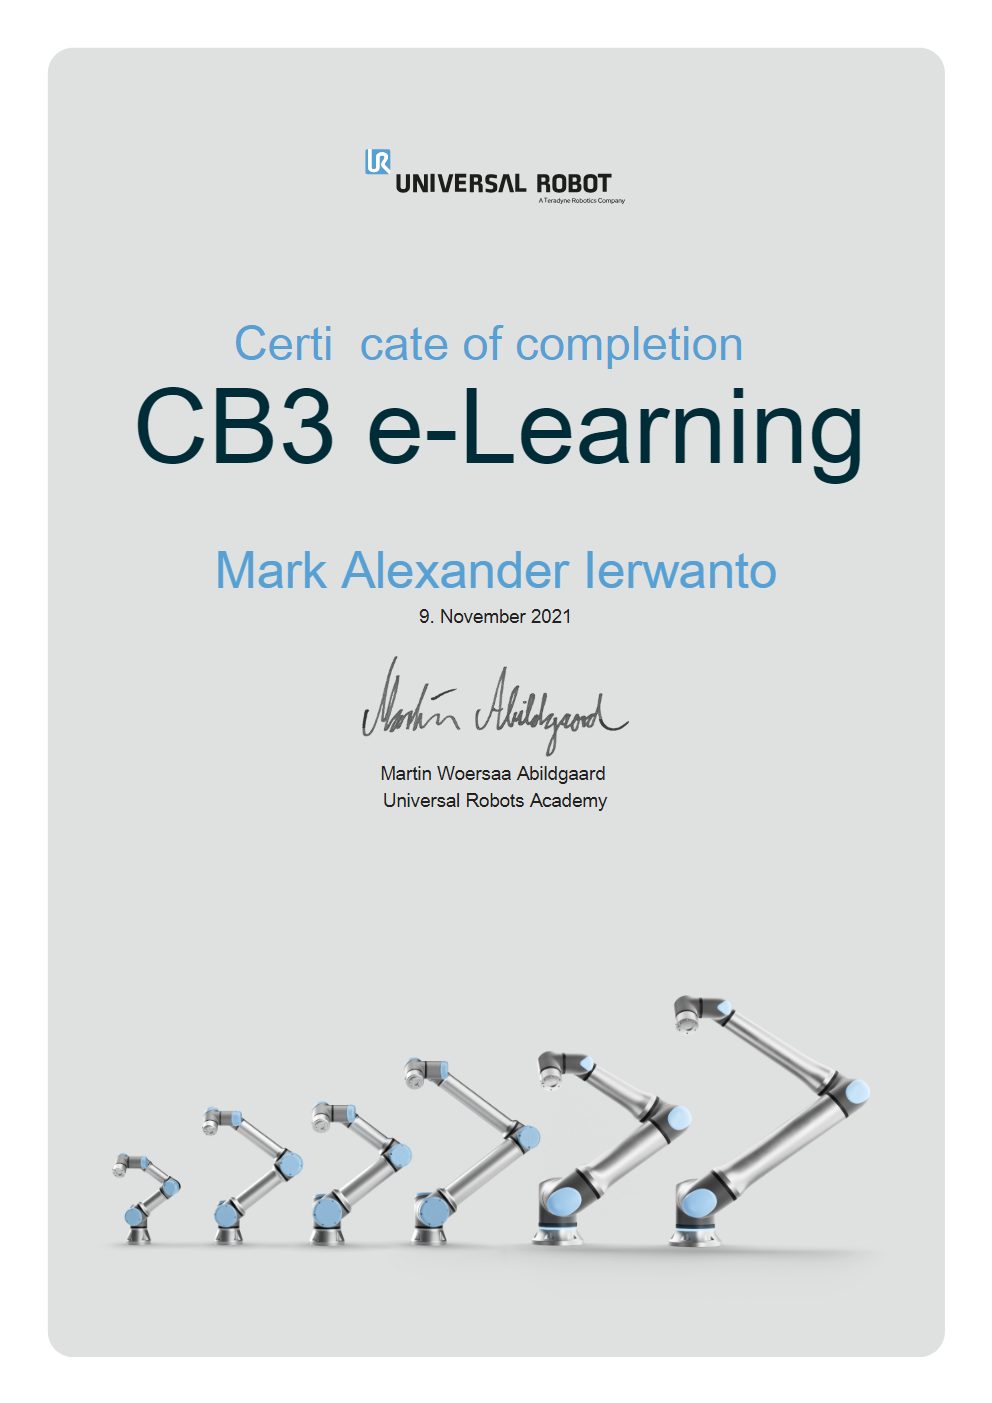 UR
UNIVERSAL ROBOT
A Teradyne Robotics Company
Certi  cate of completion
CB3 e-Learning
Mark Alexander Ierwanto
9. November 2021
Martin Abildgaard
Martin Woersaa Abildgaard
Universal Robots Academy